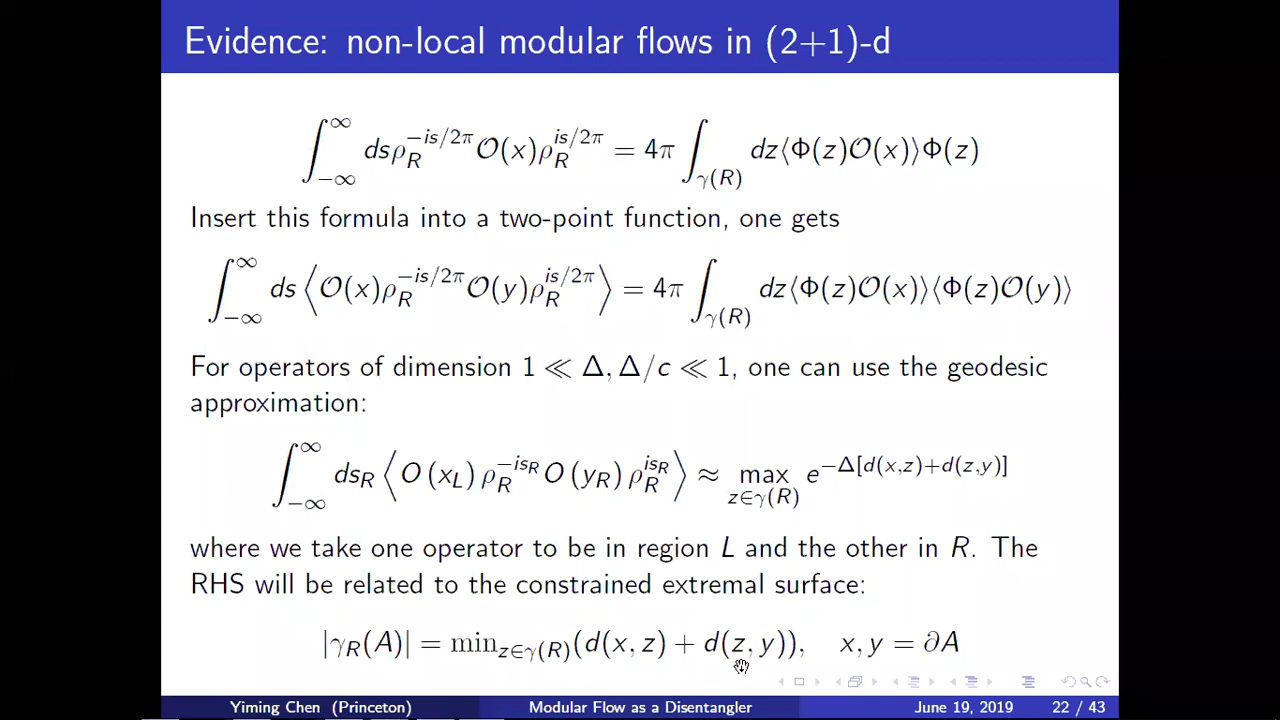 Evidence: non-local modular flows in (2+1)-d
∫_{-∞}^{∞} dsρ_R^{-is/2π} 𝒪(x)ρ_R^{is/2π} = 4π ∫_{γ(R)} dz⟨Φ(z)𝒪(x)⟩Φ(z)
Insert this formula into a two-point function, one gets
∫_{-∞}^{∞} ds ⟨𝒪(x)ρ_R^{-is/2π} 𝒪(y)ρ_R^{is/2π}⟩ = 4π ∫_{γ(R)} dz⟨Φ(z)𝒪(x)⟩⟨Φ(z)𝒪(y)⟩
For operators of dimension 1 ≪ Δ, Δ/c ≪ 1, one can use the geodesic
approximation:
∫_{-∞}^{∞} ds_R ⟨O (x_L) ρ_R^{-is_R} O (y_R) ρ_R^{is_R}⟩ ≈ max_{z∈γ(R)} e^{-Δ[d(x,z)+d(z,y)]}
where we take one operator to be in region L and the other in R. The
RHS will be related to the constrained extremal surface:
|γ_R(A)| = min_{z∈γ(R)}(d(x, z) + d(z, y)), x, y = ∂A
Yiming Chen (Princeton) Modular Flow as a Disentangler June 19, 2019 22 / 43